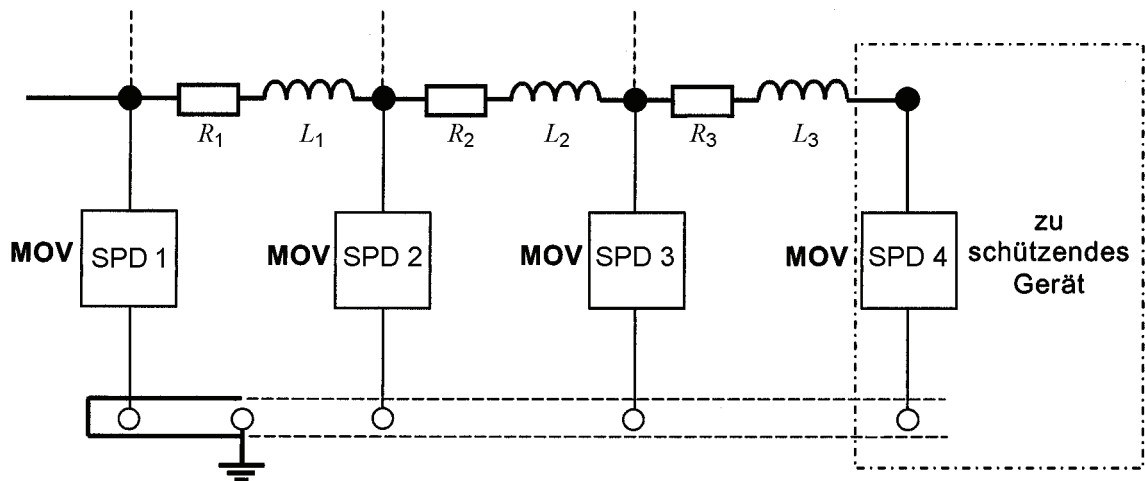 R1 L1 R2 L2 R3 L3
MOV SPD 1 MOV SPD 2 MOV SPD 3 MOV SPD 4
zu
schützendes
Gerät